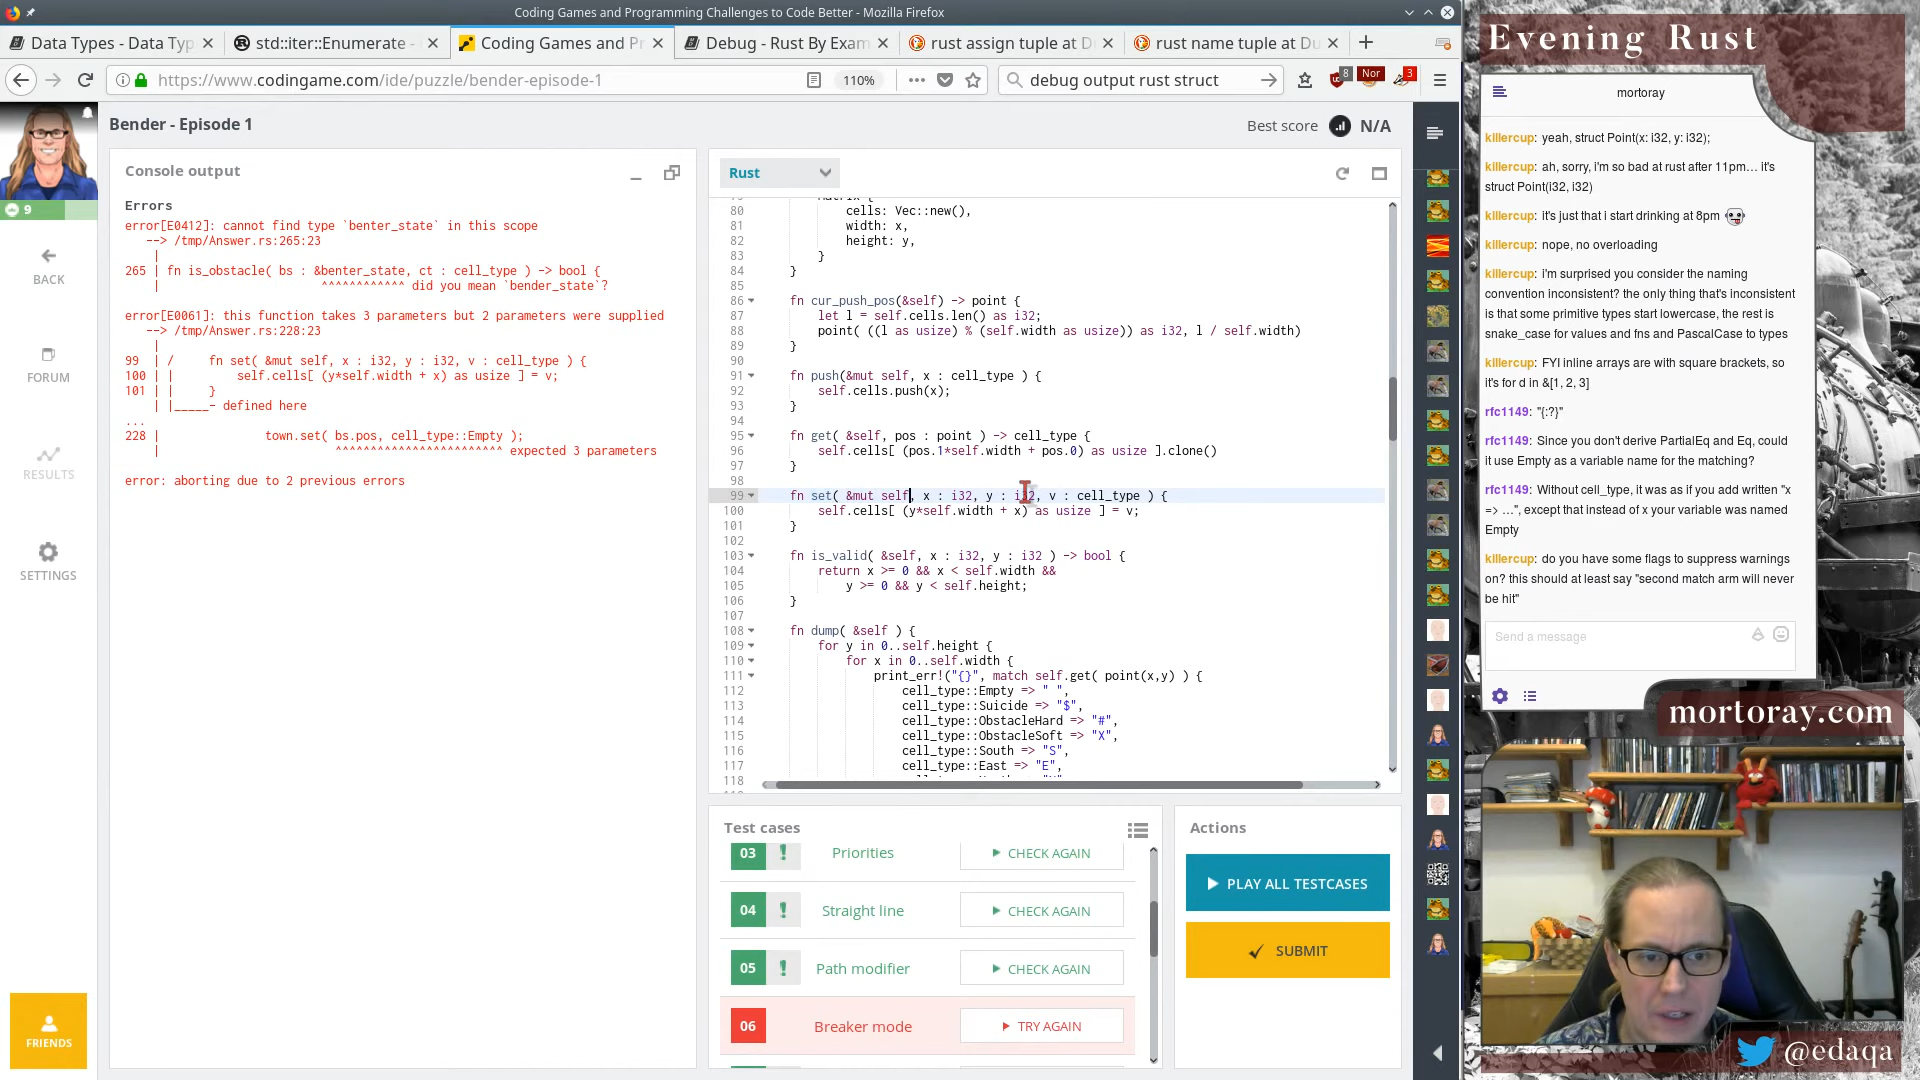 Coding Games and Programming Challenges to Code Better - Mozilla Firefox
Data Types - Data Typ
std::iter::Enumerate -
Coding Games and Pr
Debug - Rust By Exam
rust assign tuple at D
rust name tuple at Du
https://www.codingame.com/ide/puzzle/bender-episode-1
110%
debug output rust struct
8
Nor
3
Bender - Episode 1
Best score
N/A
9
BACK
FORUM
RESULTS
SETTINGS
FRIENDS
Console output
Errors
error[E0412]: cannot find type `benter_state` in this scope
--> /tmp/Answer.rs:265:23
|
265 | fn is_obstacle( bs : &benter_state, ct : cell_type ) -> bool {
| ^^^^^^^^^^^^ did you mean `bender_state`?
error[E0061]: this function takes 3 parameters but 2 parameters were supplied
--> /tmp/Answer.rs:228:23
|
99 | / fn set( &mut self, x : i32, y : i32, v : cell_type ) {
100 | | self.cells[ (y*self.width + x) as usize ] = v;
101 | | }
| |_____- defined here
...
228 | town.set( bs.pos, cell_type::Empty );
| ^^^^^^^^^^^^^^^^^^^^^^^^ expected 3 parameters
error: aborting due to 2 previous errors
Rust
Matrix {
80 cells: Vec::new(),
81 width: x,
82 height: y,
83 }
84 }
85
86 fn cur_push_pos(&self) -> point {
87 let l = self.cells.len() as i32;
88 point( ((l as usize) % (self.width as usize)) as i32, l / self.width)
89 }
90
91 fn push(&mut self, x : cell_type ) {
92 self.cells.push(x);
93 }
94
95 fn get( &self, pos : point ) -> cell_type {
96 self.cells[ (pos.1*self.width + pos.0) as usize ].clone()
97 }
98
99 fn set( &mut self, x : i32, y : i32, v : cell_type ) {
100 self.cells[ (y*self.width + x) as usize ] = v;
101 }
102
103 fn is_valid( &self, x : i32, y : i32 ) -> bool {
104 return x >= 0 && x < self.width &&
105 y >= 0 && y < self.height;
106 }
107
108 fn dump( &self ) {
109 for y in 0..self.height {
110 for x in 0..self.width {
111 print_err!("{}", match self.get( point(x,y) ) {
112 cell_type::Empty => " ",
113 cell_type::Suicide => "$",
114 cell_type::ObstacleHard => "#",
115 cell_type::ObstacleSoft => "X",
116 cell_type::South => "S",
117 cell_type::East => "E",
118
Test cases
03 Priorities CHECK AGAIN
04 Straight line CHECK AGAIN
05 Path modifier CHECK AGAIN
06 Breaker mode TRY AGAIN
Actions
PLAY ALL TESTCASES
SUBMIT
Evening Rust
mortoray
killercup: yeah, struct Point(x: i32, y: i32);
killercup: ah, sorry, i'm so bad at rust after 11pm… it's
struct Point(i32, i32)
killercup: it's just that i start drinking at 8pm
killercup: nope, no overloading
killercup: i'm surprised you consider the naming
convention inconsistent? the only thing that's inconsistent
is that some primitive types start lowercase, the rest is
snake_case for values and fns and PascalCase to types
killercup: FYI inline arrays are with square brackets, so
it's for d in &[1, 2, 3]
rfc1149: "{:?}"
rfc1149: Since you don't derive PartialEq and Eq, could
it use Empty as a variable name for the matching?
rfc1149: Without cell_type, it was as if you add written "x
=> …", except that instead of x your variable was named
Empty
killercup: do you have some flags to suppress warnings
on? this should at least say "second match arm will never
be hit"
Send a message
mortoray.com
@edaqa